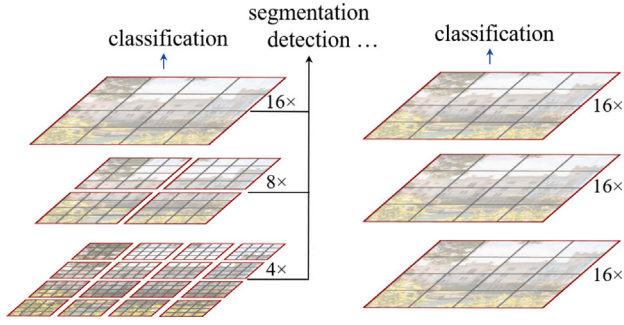 segmentation
classification
detection ...
classification
16×
8×
4×
16×
16×
16×